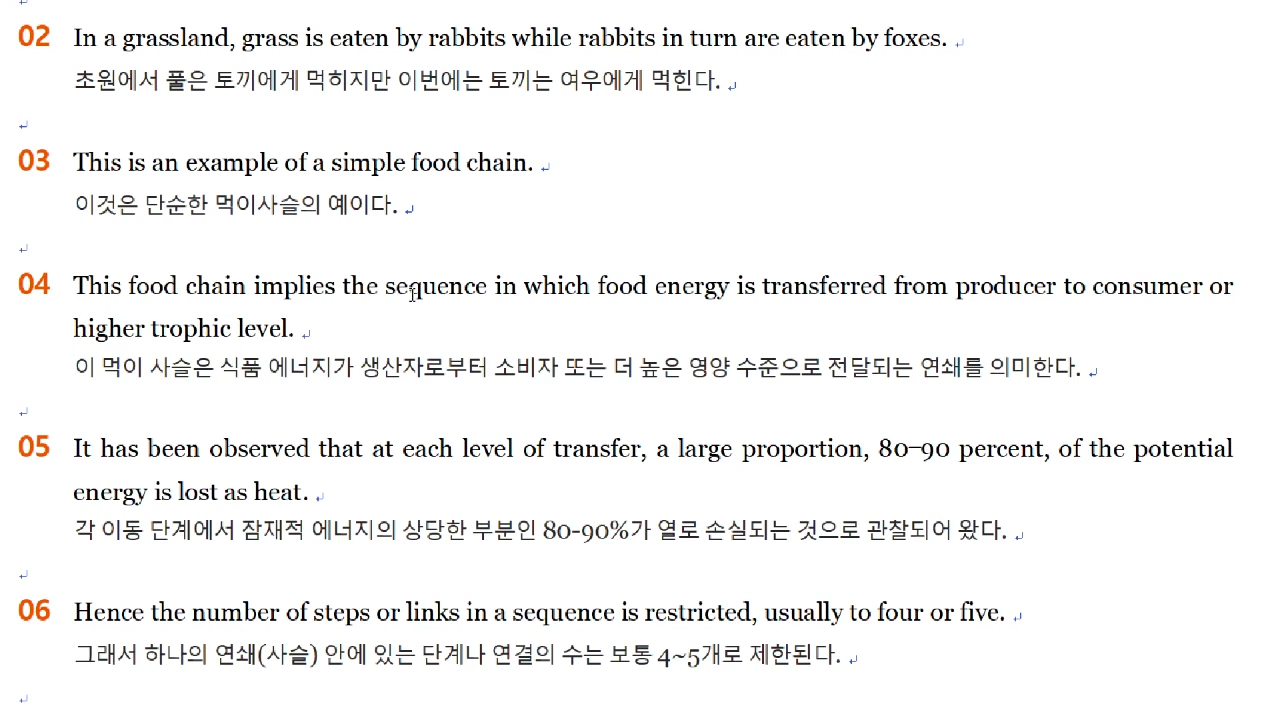 02 In a grassland, grass is eaten by rabbits while rabbits in turn are eaten by foxes.
초원에서 풀은 토끼에게 먹히지만 이번에는 토끼는 여우에게 먹힌다.
03 This is an example of a simple food chain.
이것은 단순한 먹이사슬의 예이다.
04 This food chain implies the sequence in which food energy is transferred from producer to consumer or
higher trophic level.
이 먹이 사슬은 식품 에너지가 생산자로부터 소비자 또는 더 높은 영양 수준으로 전달되는 연쇄를 의미한다.
05 It has been observed that at each level of transfer, a large proportion, 80–90 percent, of the potential
energy is lost as heat.
각 이동 단계에서 잠재적 에너지의 상당한 부분인 80-90%가 열로 손실되는 것으로 관찰되어 왔다.
06 Hence the number of steps or links in a sequence is restricted, usually to four or five.
그래서 하나의 연쇄(사슬) 안에 있는 단계나 연결의 수는 보통 4~5개로 제한된다.